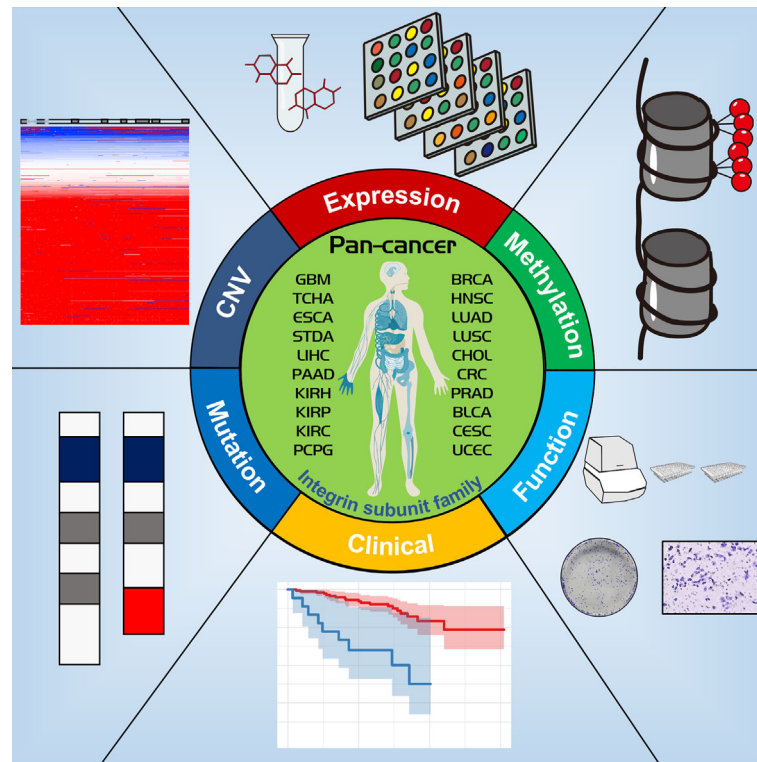 Expression
Methylation
CNV
Mutation
Function
Clinical
Pan-cancer
GBM
TCHA
ESCA
STDA
LIHC
PAAD
KIRH
KIRP
KIRC
PCPG
BRCA
HNSC
LUAD
LUSC
CHOL
CRC
PRAD
BLCA
CESC
UCEC
Integrin subunit family